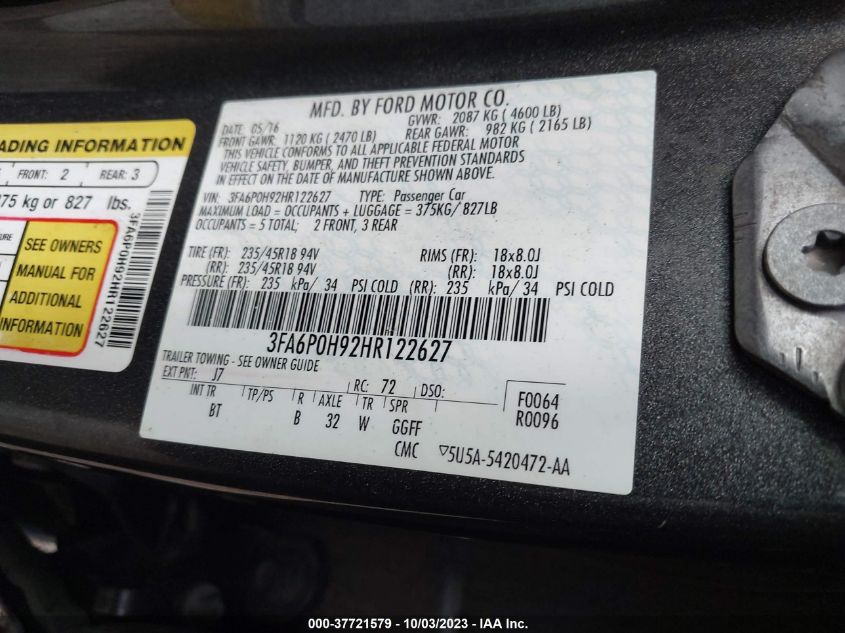 ADING INFORMATION
FRONT: 2 REAR: 3
75 kg or 827 lbs.
SEE OWNERS
MANUAL FOR
ADDITIONAL
INFORMATION
3FA6P0H92HR122627
MFD. BY FORD MOTOR CO.
DATE: 05/16 GVWR: 2087 KG ( 4600 LB)
FRONT GAWR: 1120 KG ( 2470 LB) REAR GAWR: 982 KG ( 2165 LB)
THIS VEHICLE CONFORMS TO ALL APPLICABLE FEDERAL MOTOR
VEHICLE SAFETY, BUMPER, AND THEFT PREVENTION STANDARDS
IN EFFECT ON THE DATE OF MANUFACTURE SHOWN ABOVE.
VIN: 3FA6P0H92HR122627 TYPE: Passenger Car
MAXIMUM LOAD = OCCUPANTS + LUGGAGE = 375KG/ 827LB
OCCUPANTS = 5 TOTAL; 2 FRONT, 3 REAR
TIRE (FR): 235/45R18 94V RIMS (FR): 18x8.0J
(RR): 235/45R18 94V (RR): 18x8.0J
PRESSURE (FR): 235 kPa/ 34 PSI COLD (RR): 235 kPa/ 34 PSI COLD
3FA6P0H92HR122627
TRAILER TOWING - SEE OWNER GUIDE
EXT PNT: J7 RC: 72 DSO: F0064
R0096
INT TR TP/PS R AXLE TR SPR
BT B 32 W GGFF
CMC ▽5U5A-5420472-AA
000-37721579 - 10/03/2023 - IAA Inc.